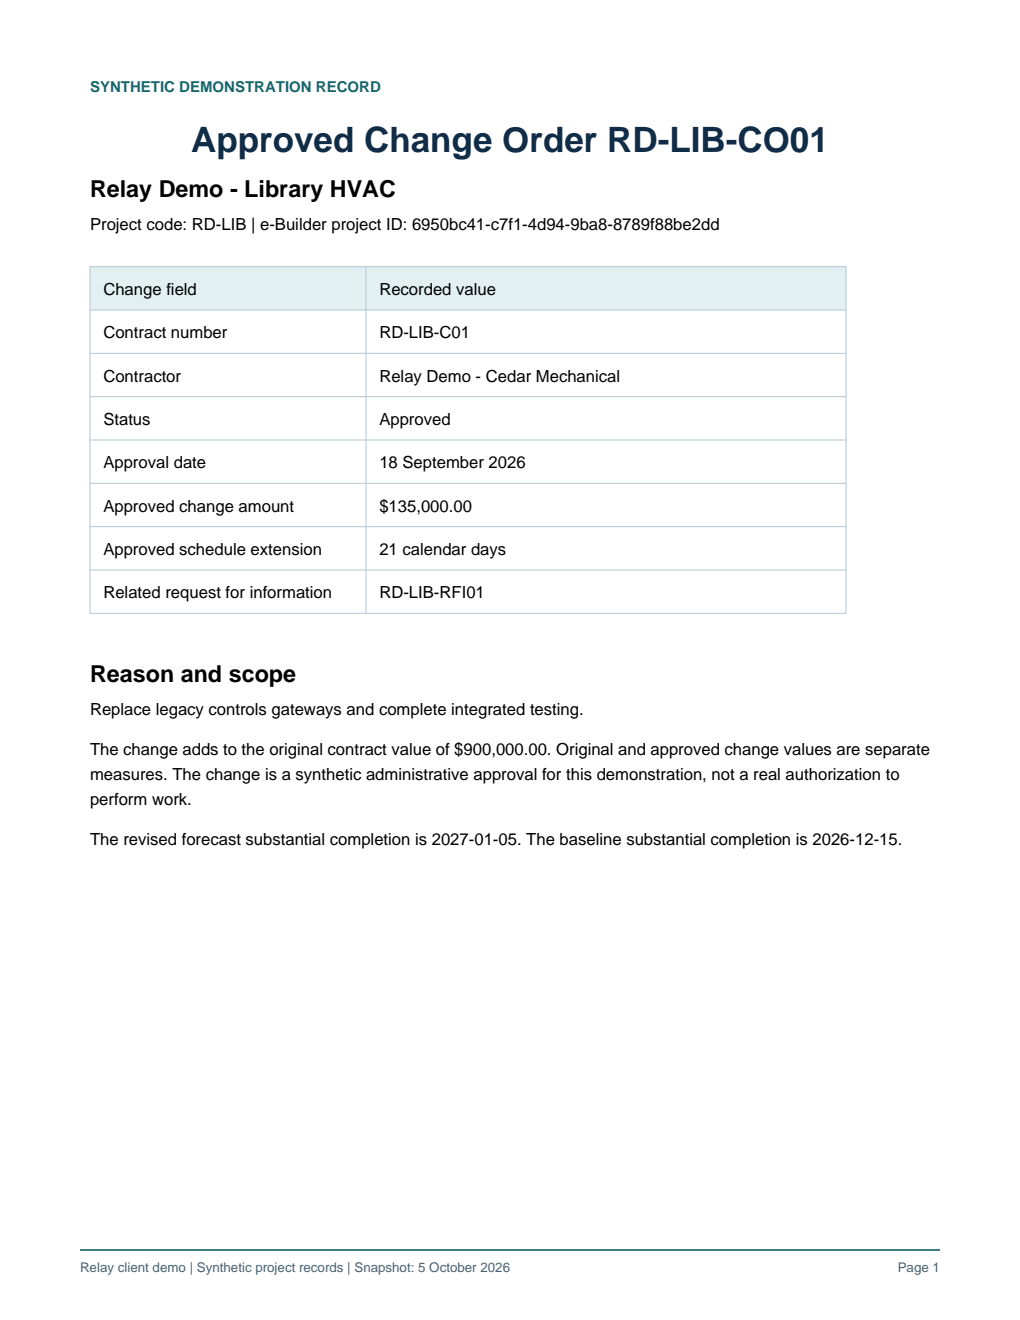 SYNTHETIC DEMONSTRATION RECORD
Approved Change Order RD-LIB-CO01
Relay Demo - Library HVAC
Project code: RD-LIB | e-Builder project ID: 6950bc41-c7f1-4d94-9ba8-8789f88be2dd
Change field Recorded value
Contract number RD-LIB-C01
Contractor Relay Demo - Cedar Mechanical
Status Approved
Approval date 18 September 2026
Approved change amount $135,000.00
Approved schedule extension 21 calendar days
Related request for information RD-LIB-RFI01
Reason and scope
Replace legacy controls gateways and complete integrated testing.
The change adds to the original contract value of $900,000.00. Original and approved change values are separate
measures. The change is a synthetic administrative approval for this demonstration, not a real authorization to
perform work.
The revised forecast substantial completion is 2027-01-05. The baseline substantial completion is 2026-12-15.
Relay client demo | Synthetic project records | Snapshot: 5 October 2026 Page 1